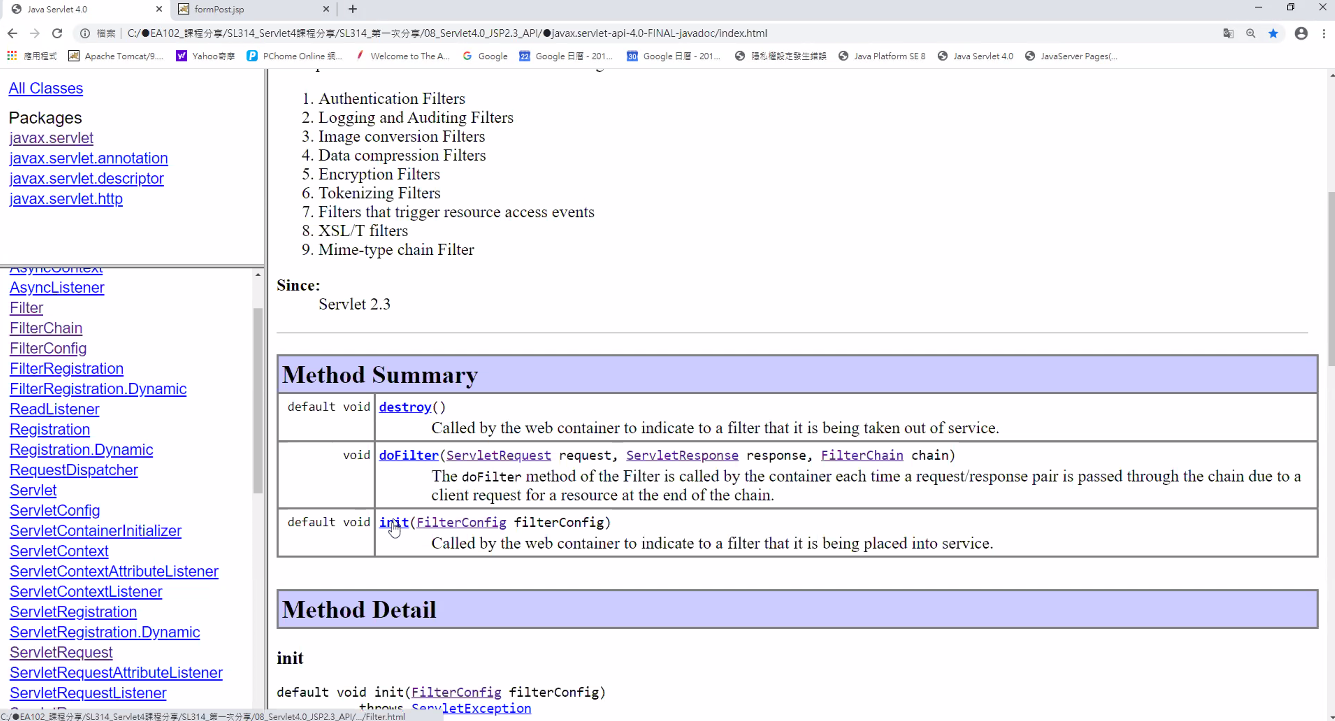 Java Servlet 4.0
formPost.jsp
檔案 C:/●EA102_課程分享/SL314_Servlet4課程分享/SL314_第一次分享/08_Servlet4.0_JSP2.3_API/●javax.servlet-api-4.0-FINAL-javadoc/index.html
應用程式 Apache Tomcat/9.... Yahoo奇摩 PChome Online 網... Welcome to The A... Google Google 日曆 - 201... Google 日曆 - 201... 隱私權設定發生錯誤 Java Platform SE 8 Java Servlet 4.0 JavaServer Pages(...
All Classes
Packages
javax.servlet
javax.servlet.annotation
javax.servlet.descriptor
javax.servlet.http
AsyncContext
AsyncListener
Filter
FilterChain
FilterConfig
FilterRegistration
FilterRegistration.Dynamic
ReadListener
Registration
Registration.Dynamic
RequestDispatcher
Servlet
ServletConfig
ServletContainerInitializer
ServletContext
ServletContextAttributeListener
ServletContextListener
ServletRegistration
ServletRegistration.Dynamic
ServletRequest
ServletRequestAttributeListener
ServletRequestListener
1. Authentication Filters
2. Logging and Auditing Filters
3. Image conversion Filters
4. Data compression Filters
5. Encryption Filters
6. Tokenizing Filters
7. Filters that trigger resource access events
8. XSL/T filters
9. Mime-type chain Filter
Since:
Servlet 2.3
Method Summary
default void destroy()
Called by the web container to indicate to a filter that it is being taken out of service.
void doFilter(ServletRequest request, ServletResponse response, FilterChain chain)
The doFilter method of the Filter is called by the container each time a request/response pair is passed through the chain due to a
client request for a resource at the end of the chain.
default void init(FilterConfig filterConfig)
Called by the web container to indicate to a filter that it is being placed into service.
Method Detail
init
default void init(FilterConfig filterConfig)
throws ServletException
C:/●EA102_課程分享/SL314_Servlet4課程分享/SL314_第一次分享/08_Servlet4.0_JSP2.3_API/.../Filter.html